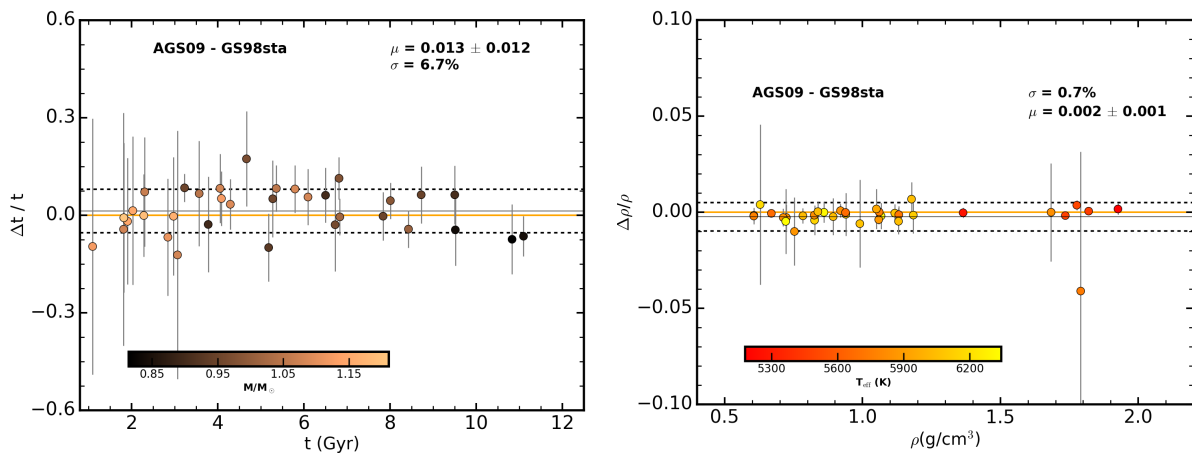 AGS09 - GS98sta
μ = 0.013 ± 0.012
σ = 6.7%
0.6
0.3
0.0
−0.3
−0.6
Δt / t
0.85 0.95 1.05 1.15
M/M☉
2 4 6 8 10 12
t (Gyr)
0.10
0.05
0.00
−0.05
−0.10
Δρ/ρ
AGS09 - GS98sta
σ = 0.7%
μ = 0.002 ± 0.001
5300 5600 5900 6200
T_eff (K)
0.5 1.0 1.5 2.0
ρ(g/cm³)